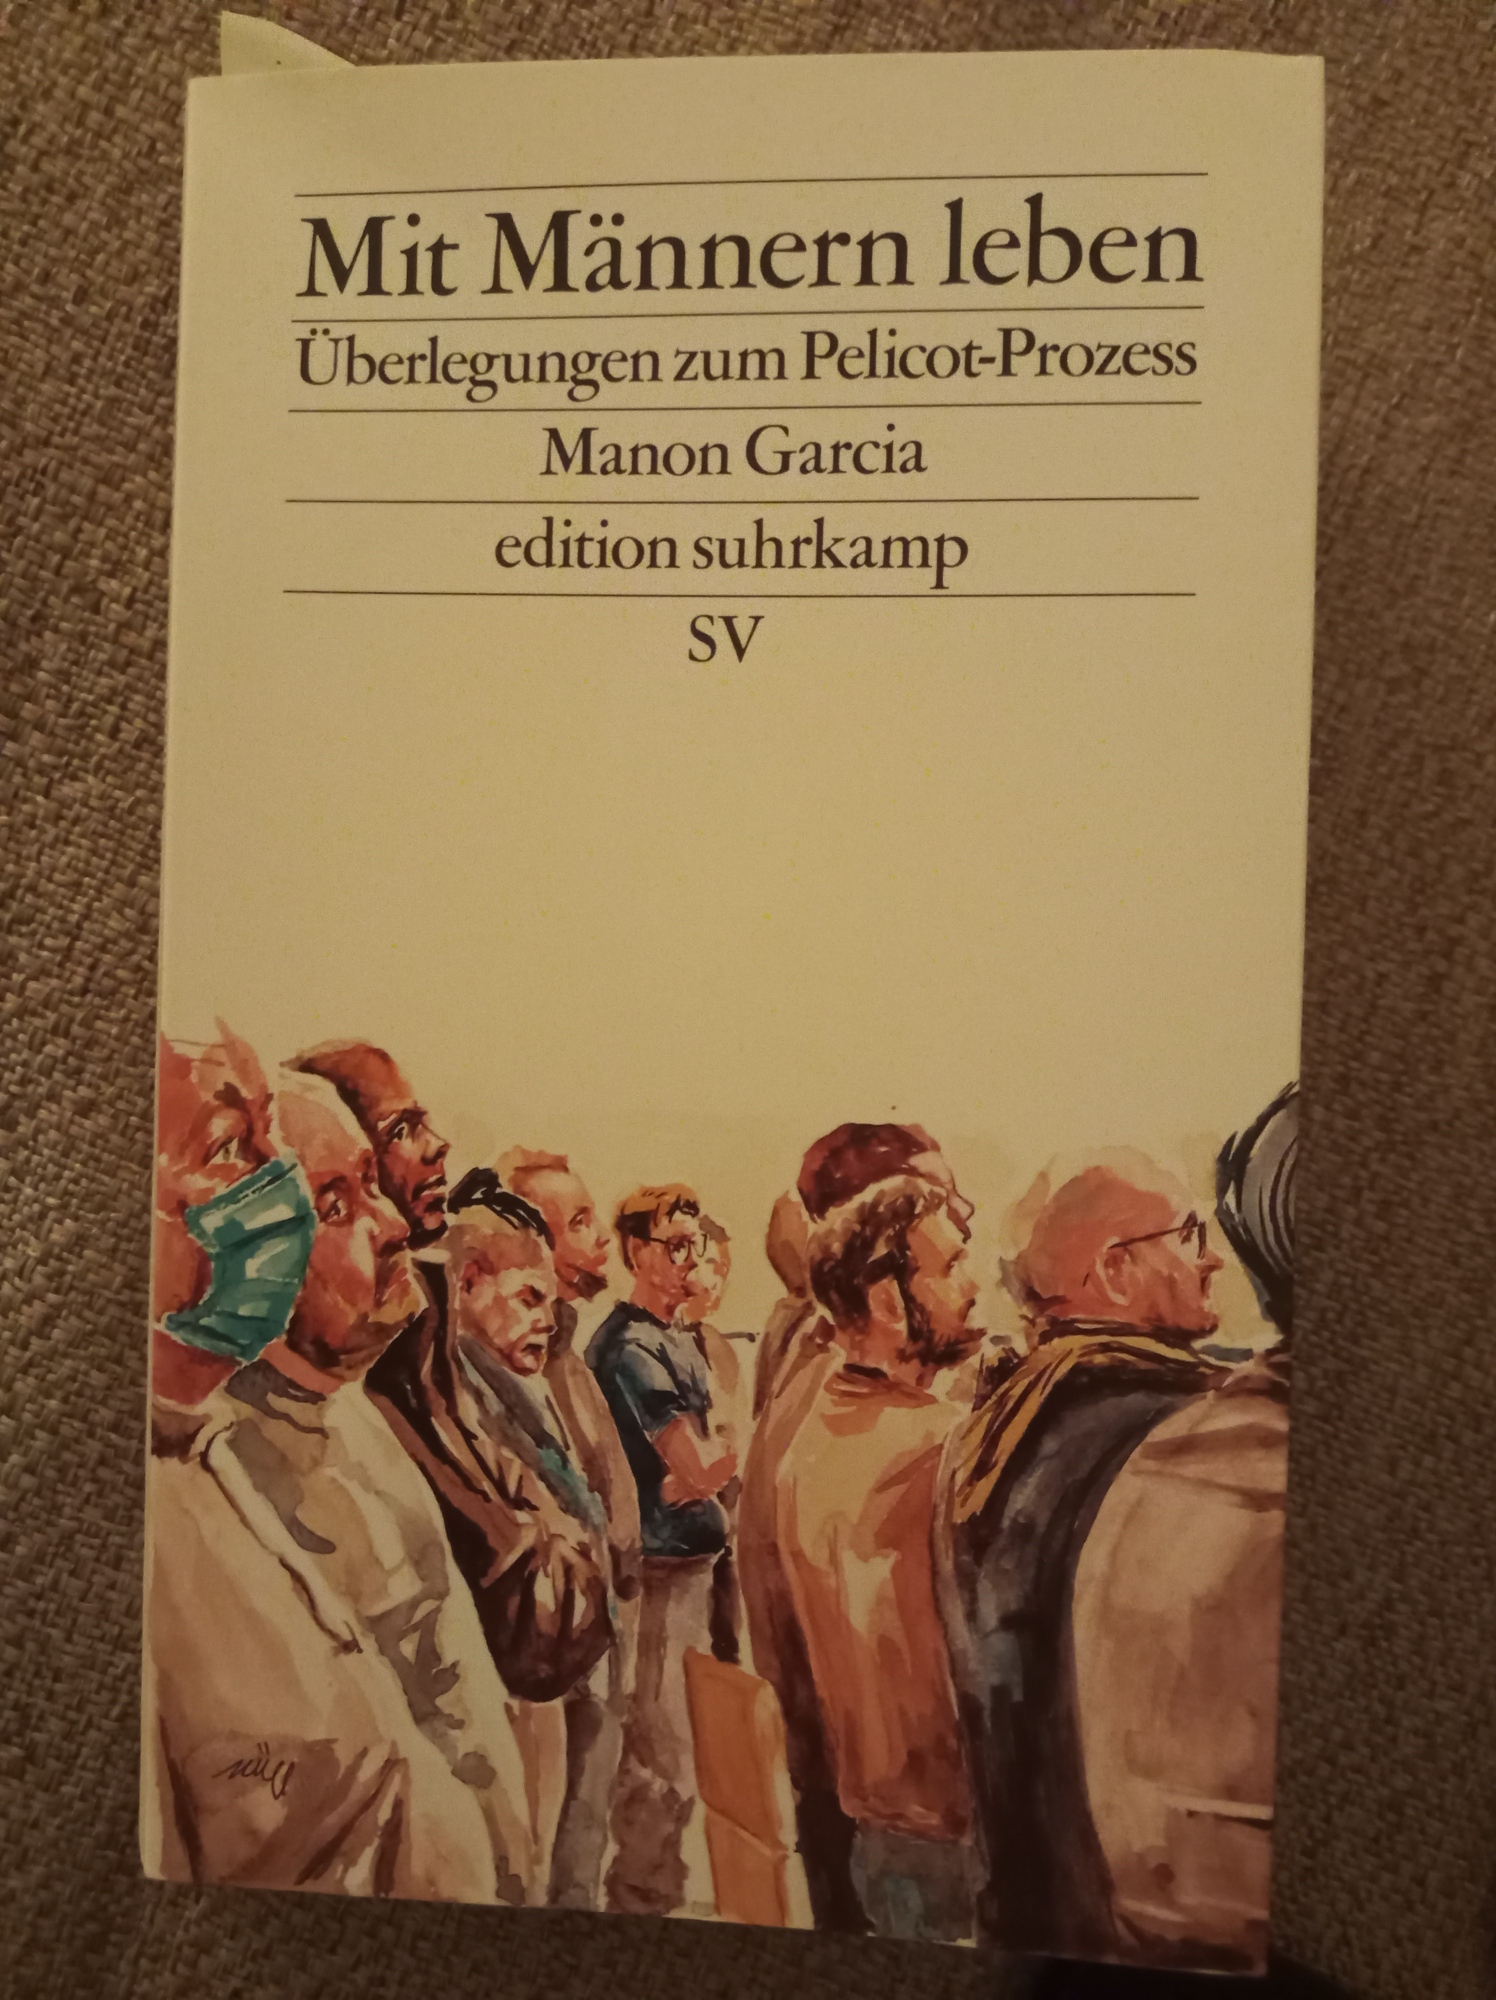 Mit Männern leben
Überlegungen zum Pelicot-Prozess
Manon Garcia
edition suhrkamp
SV